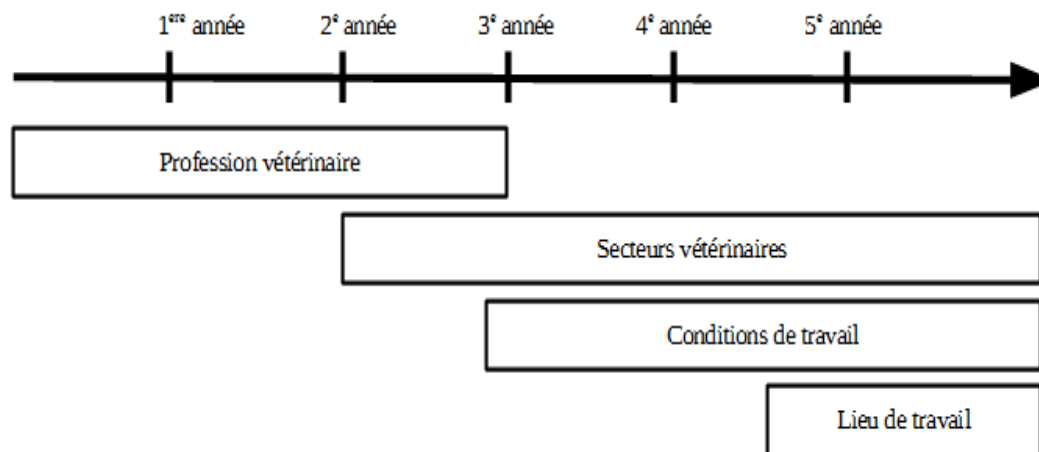 1ère année 2e année 3e année 4e année 5e année
Profession vétérinaire
Secteurs vétérinaires
Conditions de travail
Lieu de travail